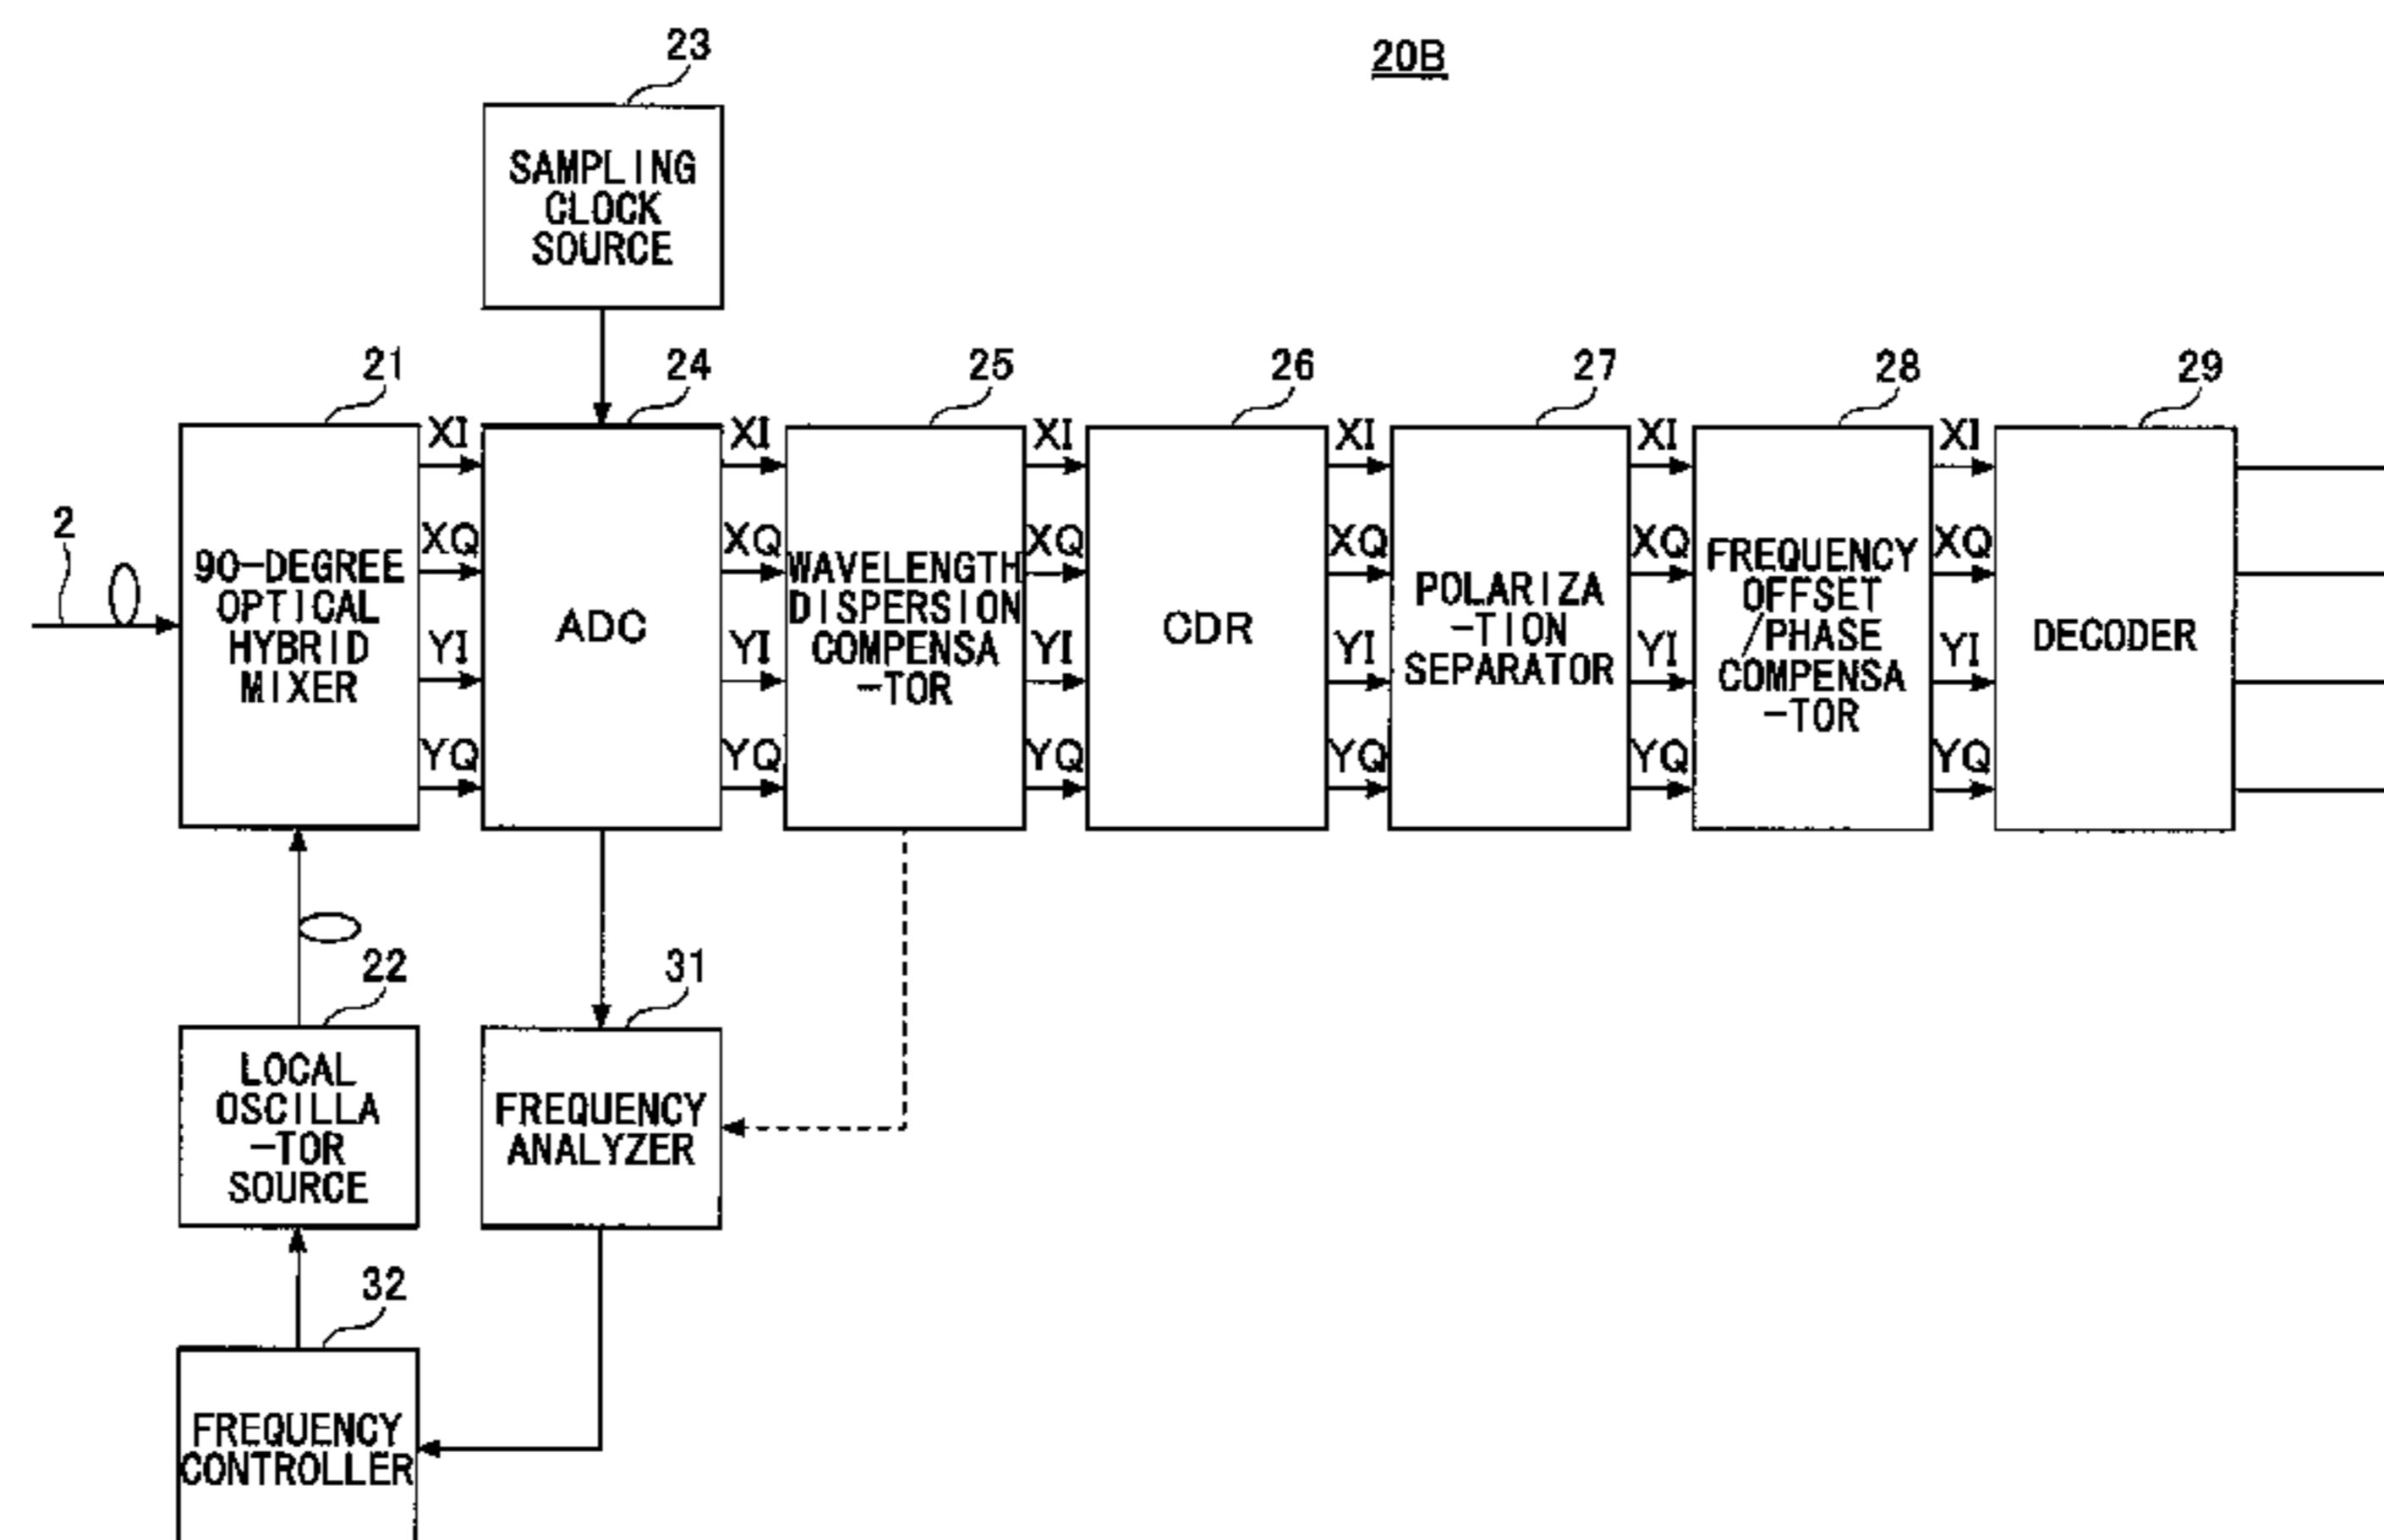 20B
23
SAMPLING
CLOCK
SOURCE
21
24
25
26
27
28
29
2
XI
XQ
YI
YQ
XI
XQ
YI
YQ
XI
XQ
YI
YQ
XI
XQ
YI
YQ
XI
XQ
YI
YQ
XI
XQ
YI
YQ
90-DEGREE
OPTICAL
HYBRID
MIXER
ADC
WAVELENGTH
DISPERSION
COMPENSA
-TOR
CDR
POLARIZA
-TION
SEPARATOR
FREQUENCY
OFFSET
/PHASE
COMPENSA
-TOR
DECODER
22
LOCAL
OSCILLA
-TOR
SOURCE
31
FREQUENCY
ANALYZER
32
FREQUENCY
CONTROLLER